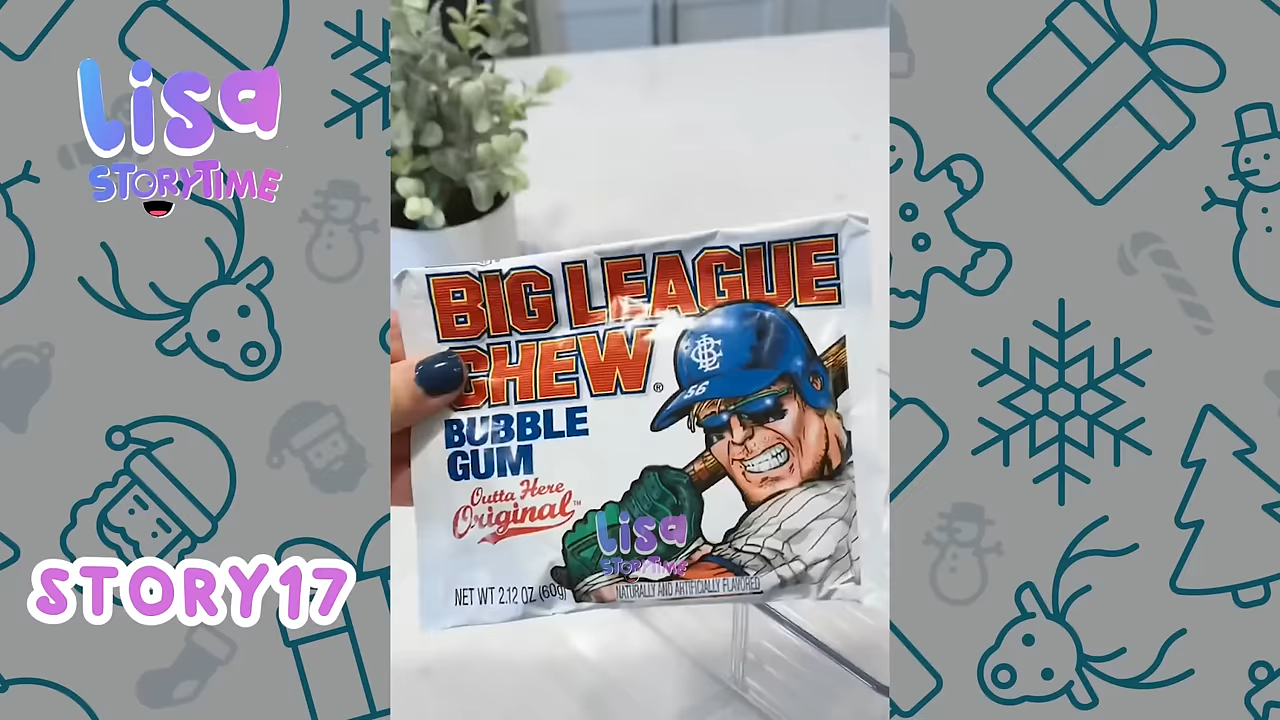 Lisa
STORYTIME
BIG LEAGUE
CHEW®
56
BUBBLE
GUM
Outta Here
Original™
Lisa
STORYTIME
NET WT 2.12 OZ (60g)
NATURALLY AND ARTIFICIALLY FLAVORED
STORY17